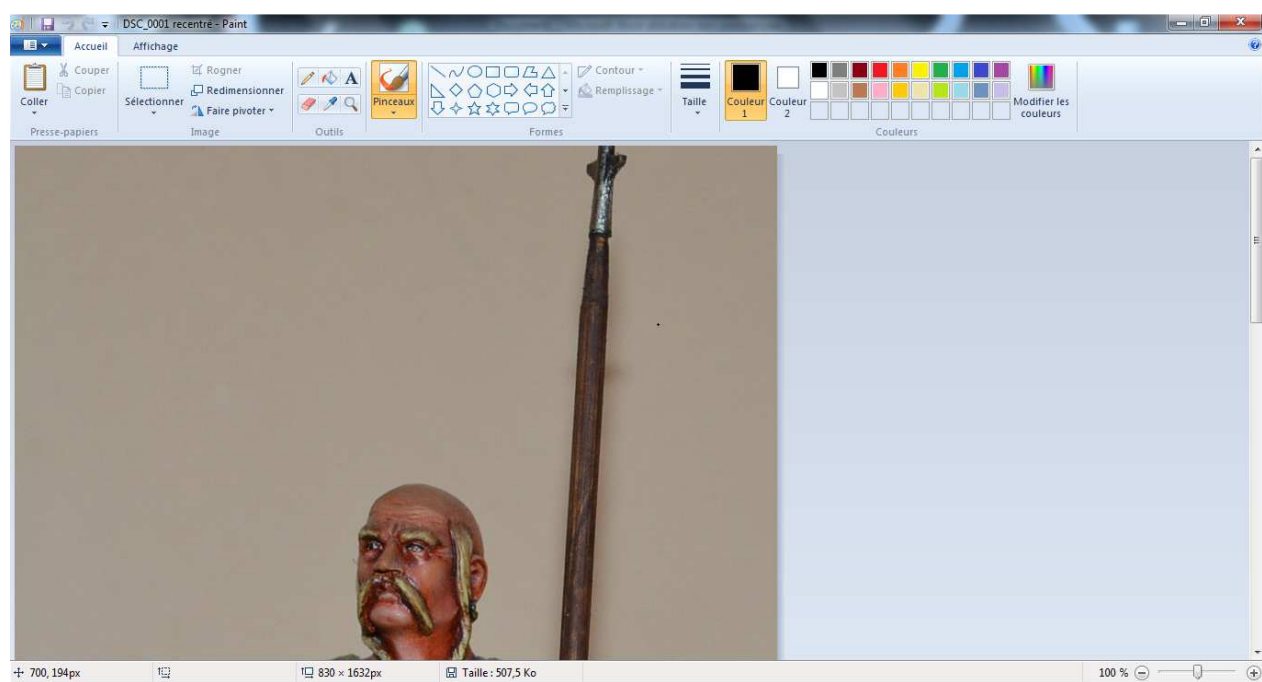 DSC_0001 recentré - Paint
Accueil Affichage
Coller
Couper
Copier
Presse-papiers
Sélectionner
Rogner
Redimensionner
Faire pivoter
Image
A
Outils
Pinceaux
Contour
Remplissage
Formes
Taille
Couleur 1
Couleur 2
Modifier les couleurs
Couleurs
700, 194px
830 × 1632px
Taille : 507,5 Ko
100 %